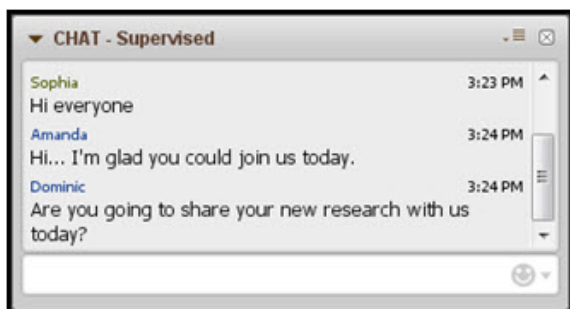 CHAT - Supervised
Sophia 3:23 PM
Hi everyone
Amanda 3:24 PM
Hi... I'm glad you could join us today.
Dominic 3:24 PM
Are you going to share your new research with us
today?